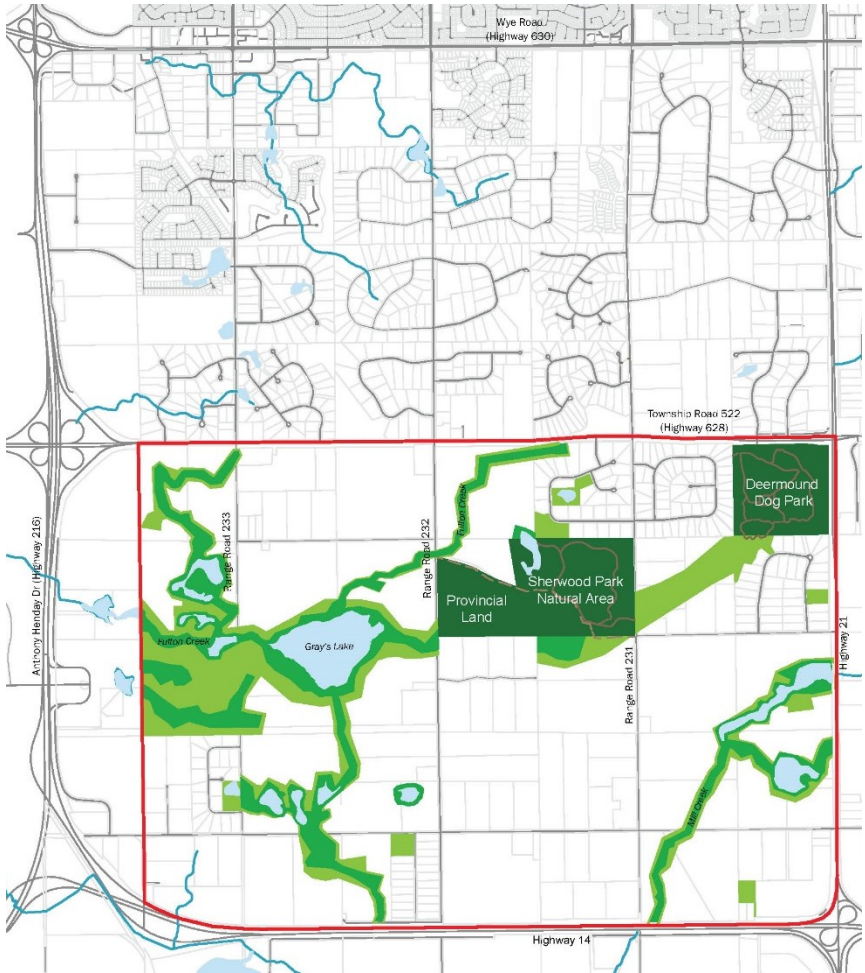 Wye Road
(Highway 630)
Township Road 522
(Highway 628)
Deermound
Dog Park
Range Road 233
Range Road 232
Fulton Creek
Anthony Henday Dr (Highway 216)
Sherwood Park
Natural Area
Provincial
Land
Fulton Creek
Gray's Lake
Range Road 231
Highway 21
Mill Creek
Highway 14